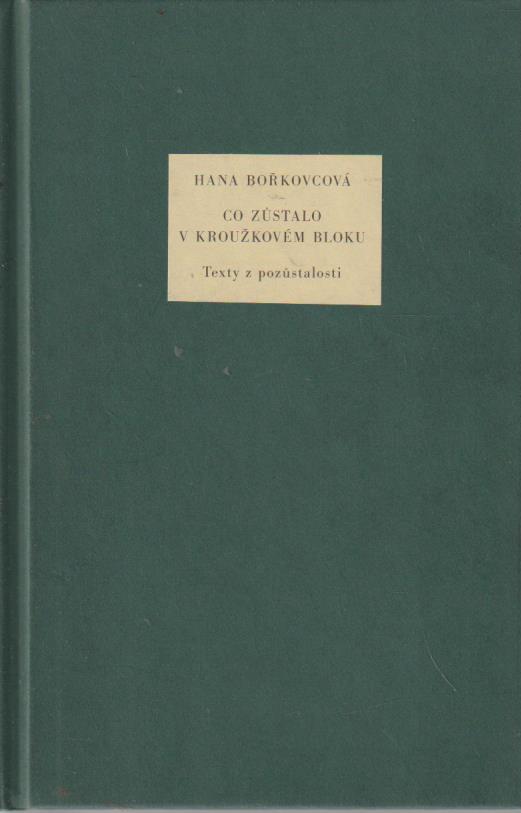 HANA BOŘKOVCOVÁ
CO ZŮSTALO
V KROUŽKOVÉM BLOKU
Texty z pozůstalosti